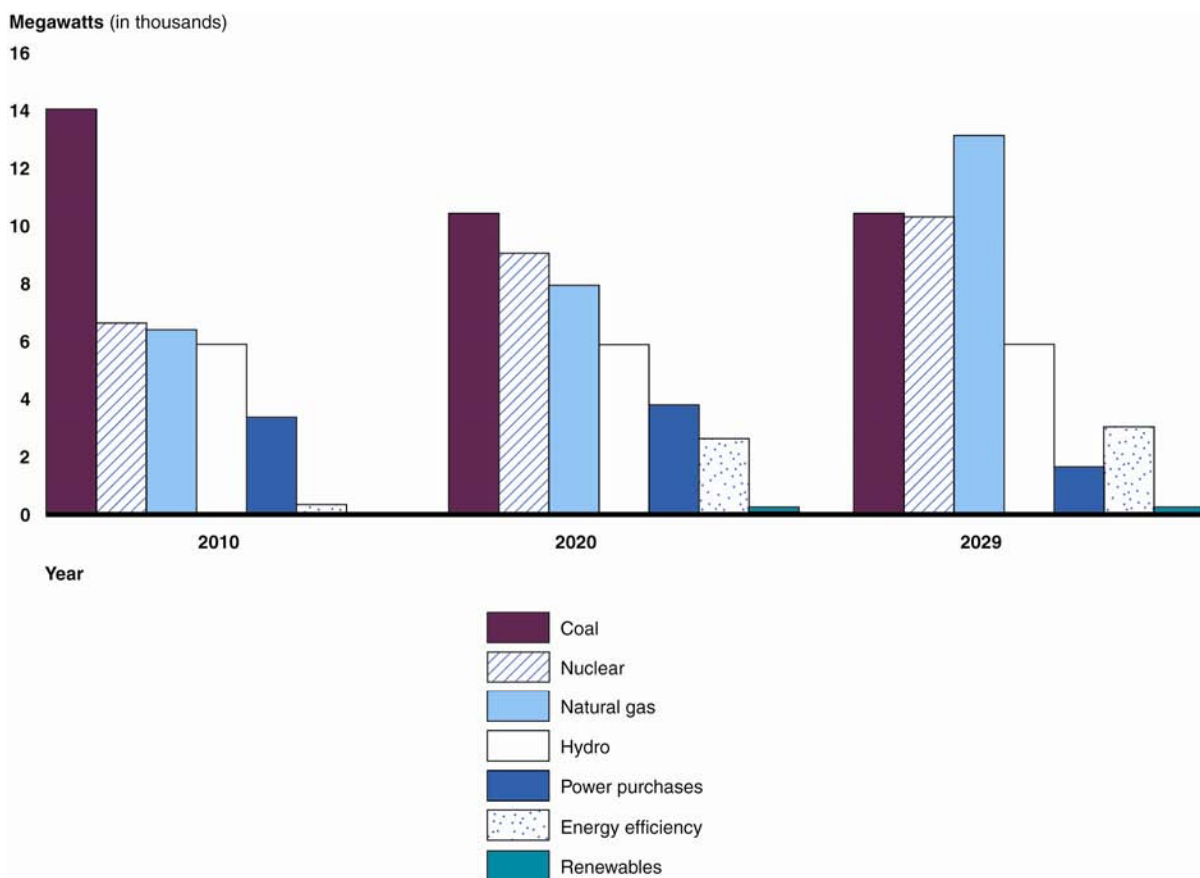 Megawatts (in thousands)
16
14
12
10
8
6
4
2
0
2010 2020 2029
Year
Coal
Nuclear
Natural gas
Hydro
Power purchases
Energy efficiency
Renewables